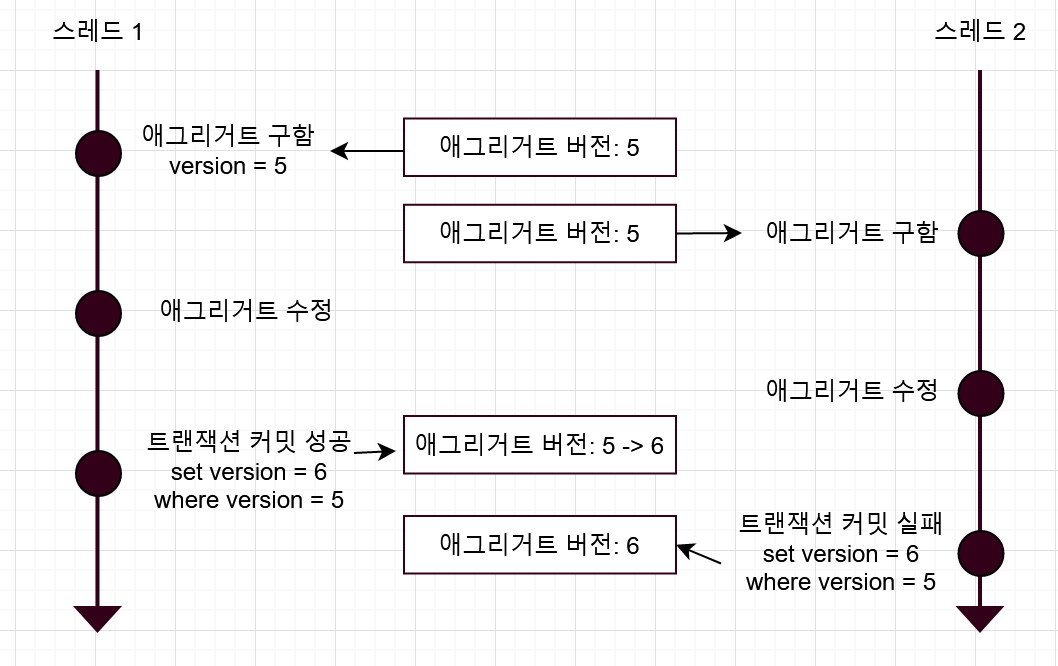 스레드 1
스레드 2
애그리거트 구함
version = 5
애그리거트 버전: 5
애그리거트 버전: 5
애그리거트 구함
애그리거트 수정
애그리거트 수정
트랜잭션 커밋 성공
set version = 6
where version = 5
애그리거트 버전: 5 -> 6
애그리거트 버전: 6
트랜잭션 커밋 실패
set version = 6
where version = 5